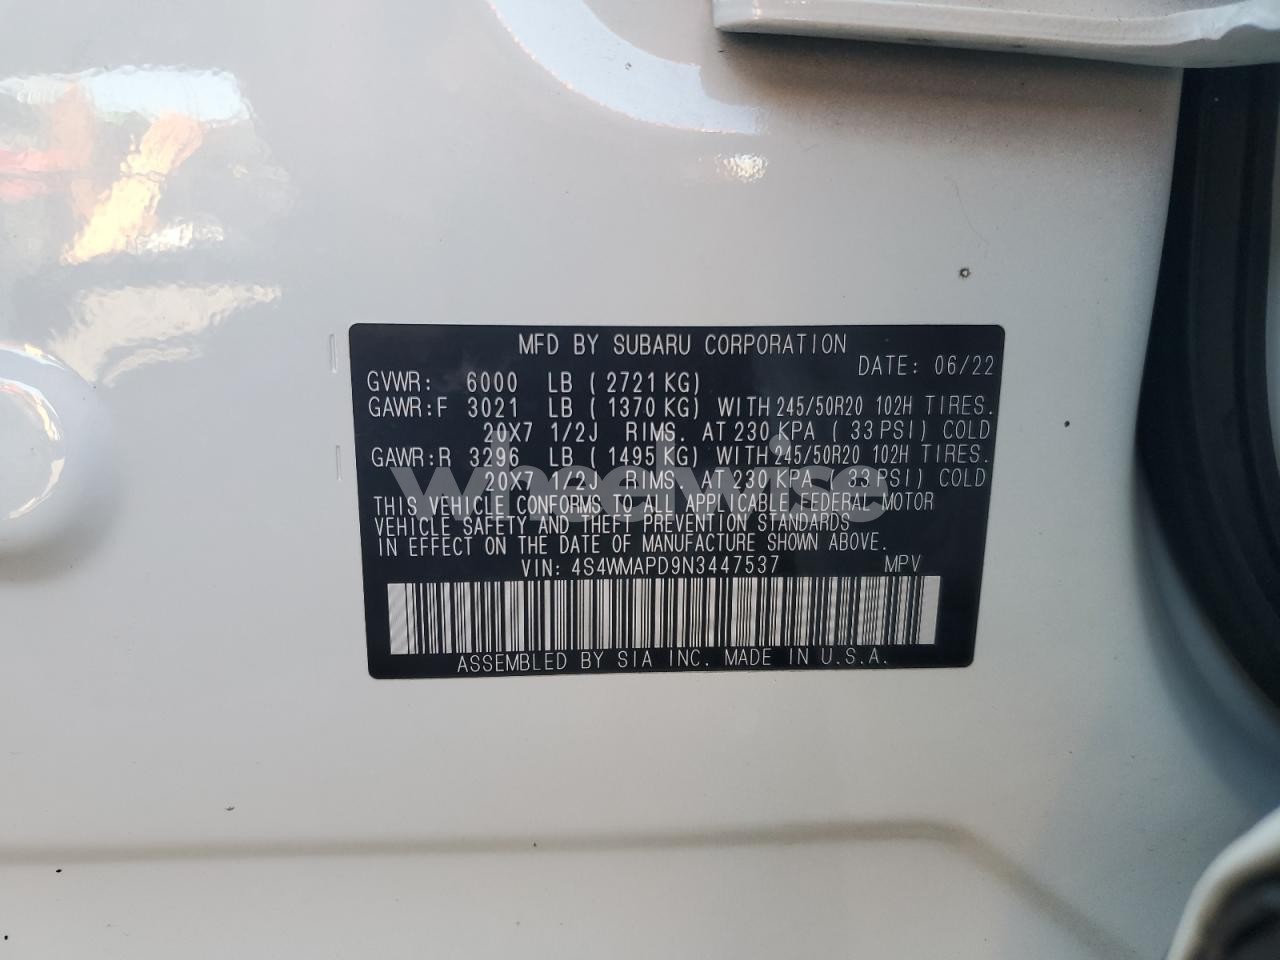 MFD BY SUBARU CORPORATION
DATE: 06/22
GVWR: 6000 LB ( 2721 KG)
GAWR:F 3021 LB ( 1370 KG) WITH 245/50R20 102H TIRES.
20X7 1/2J RIMS. AT 230 KPA ( 33 PSI) COLD
GAWR:R 3296 LB ( 1495 KG) WITH 245/50R20 102H TIRES.
20X7 1/2J RIMS. AT 230 KPA ( 33 PSI) COLD
wheelwise
THIS VEHICLE CONFORMS TO ALL APPLICABLE FEDERAL MOTOR
VEHICLE SAFETY AND THEFT PREVENTION STANDARDS
IN EFFECT ON THE DATE OF MANUFACTURE SHOWN ABOVE.
VIN: 4S4WMAPD9N3447537 MPV
ASSEMBLED BY SIA INC. MADE IN U.S.A.